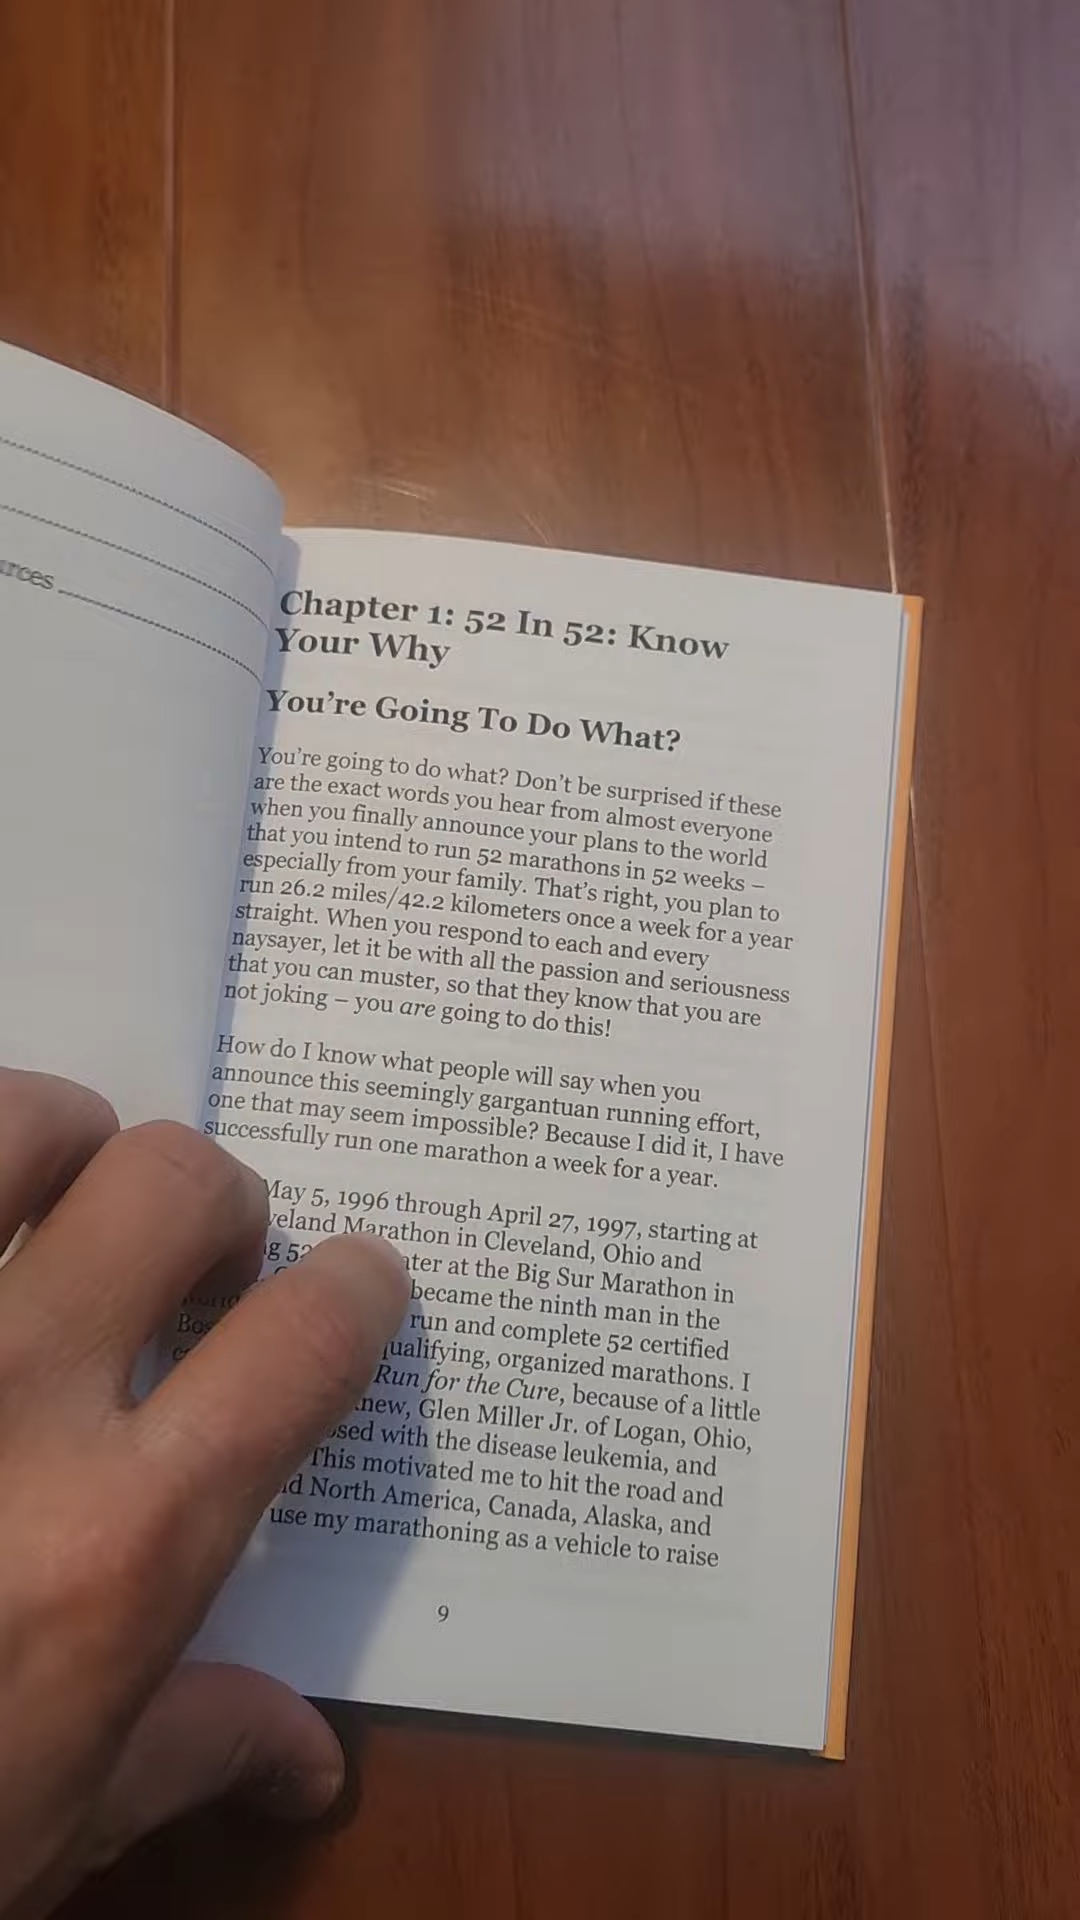 urces
Chapter 1: 52 In 52: Know
Your Why
You're Going To Do What?
You're going to do what? Don't be surprised if these
are the exact words you hear from almost everyone
when you finally announce your plans to the world
that you intend to run 52 marathons in 52 weeks –
especially from your family. That's right, you plan to
run 26.2 miles/42.2 kilometers once a week for a year
straight. When you respond to each and every
naysayer, let it be with all the passion and seriousness
that you can muster, so that they know that you are
not joking – you are going to do this!
How do I know what people will say when you
announce this seemingly gargantuan running effort,
one that may seem impossible? Because I did it, I have
successfully run one marathon a week for a year.
May 5, 1996 through April 27, 1997, starting at
veland Marathon in Cleveland, Ohio and
g 52 ater at the Big Sur Marathon in
became the ninth man in the
Bos run and complete 52 certified
qualifying, organized marathons. I
Run for the Cure, because of a little
knew, Glen Miller Jr. of Logan, Ohio,
osed with the disease leukemia, and
This motivated me to hit the road and
d North America, Canada, Alaska, and
use my marathoning as a vehicle to raise
9